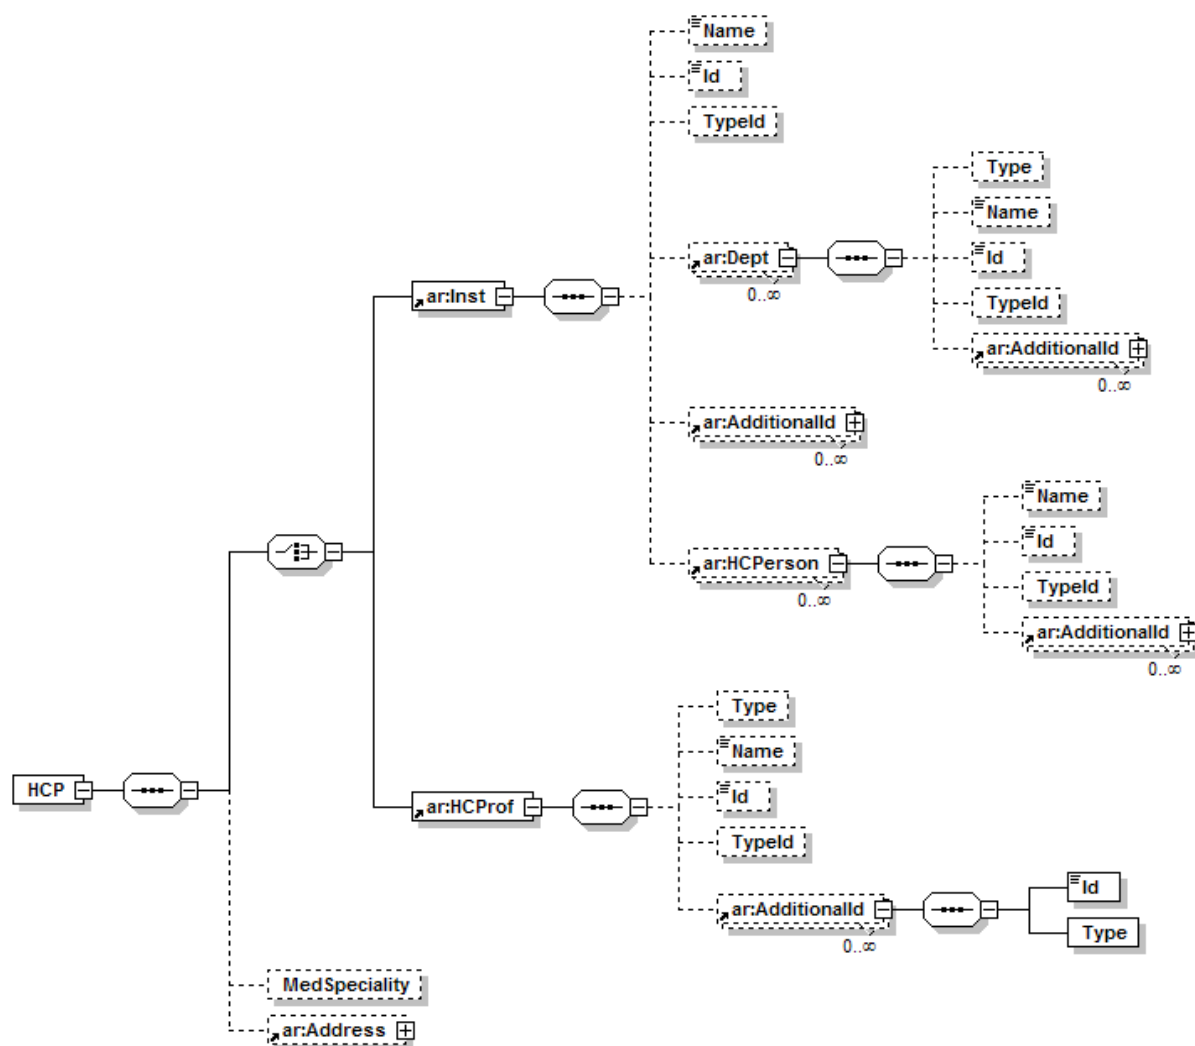 Name
Id
TypeId
Type
Name
ar:Dept
Id
0..∞
TypeId
ar:Inst
ar:AdditionalId
0..∞
ar:AdditionalId
0..∞
Name
Id
ar:HCPerson
TypeId
0..∞
ar:AdditionalId
0..∞
Type
Name
HCP
Id
ar:HCProf
TypeId
Id
ar:AdditionalId
Type
0..∞
MedSpeciality
ar:Address